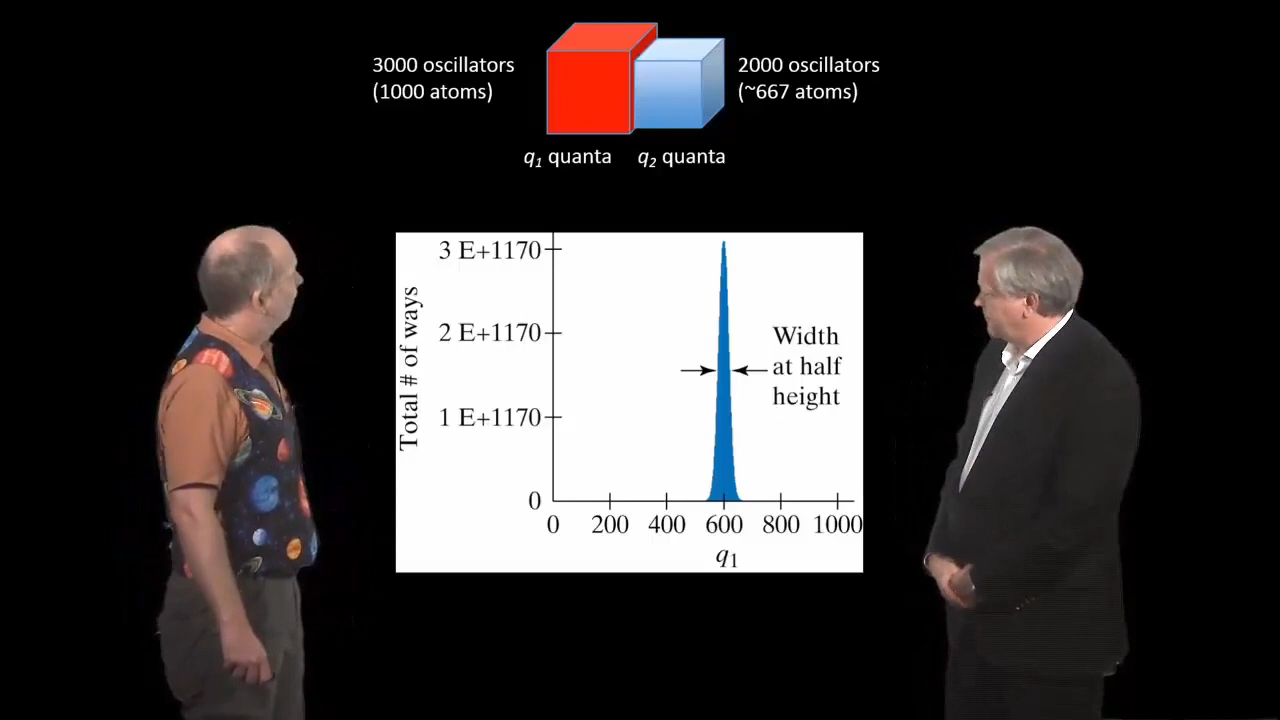 3000 oscillators
(1000 atoms)
2000 oscillators
(~667 atoms)
q1 quanta
q2 quanta
Total # of ways
3 E+1170
2 E+1170
1 E+1170
0
Width
at half
height
0 200 400 600 800 1000
q1